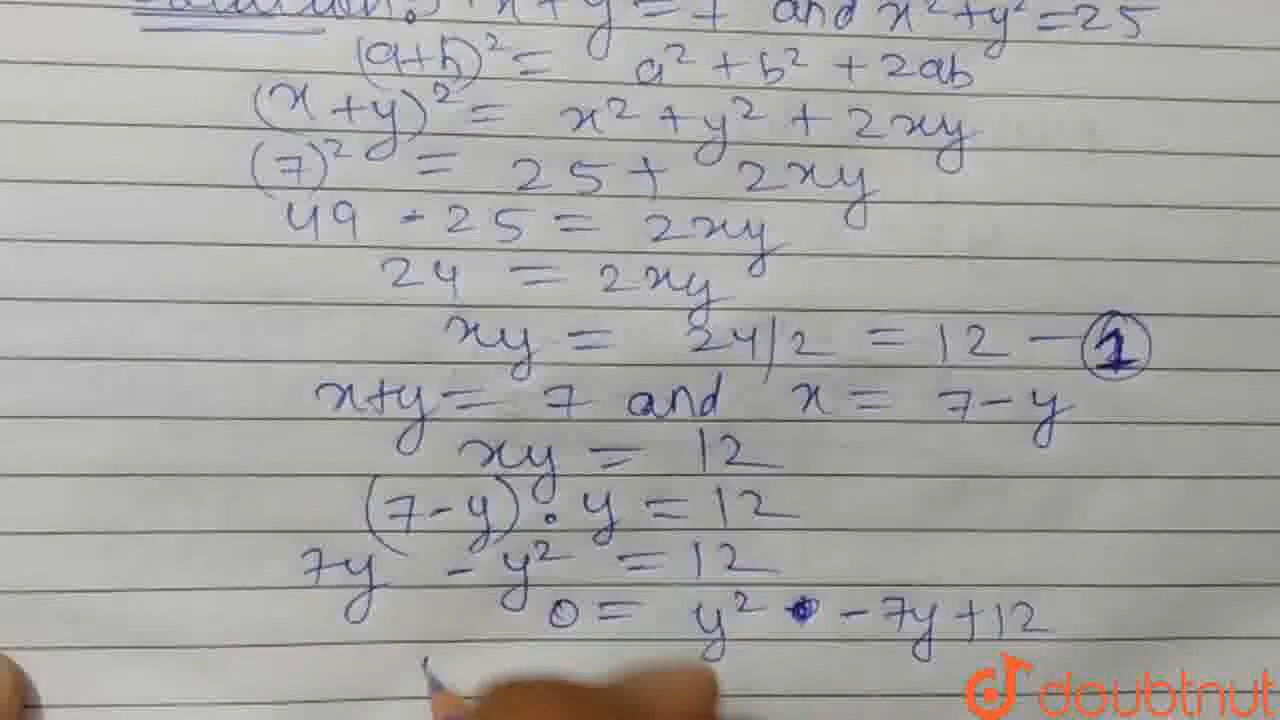 Solution: x+y=7 and x²+y²=25
(a+b)² = a² + b² + 2ab
(x+y)² = x² + y² + 2xy
(7)² = 25 + 2xy
49 - 25 = 2xy
24 = 2xy
xy = 24/2 = 12 - 1
x+y = 7 and x = 7-y
xy = 12
(7-y).y = 12
7y - y² = 12
0 = y² - 7y + 12
doubtnut